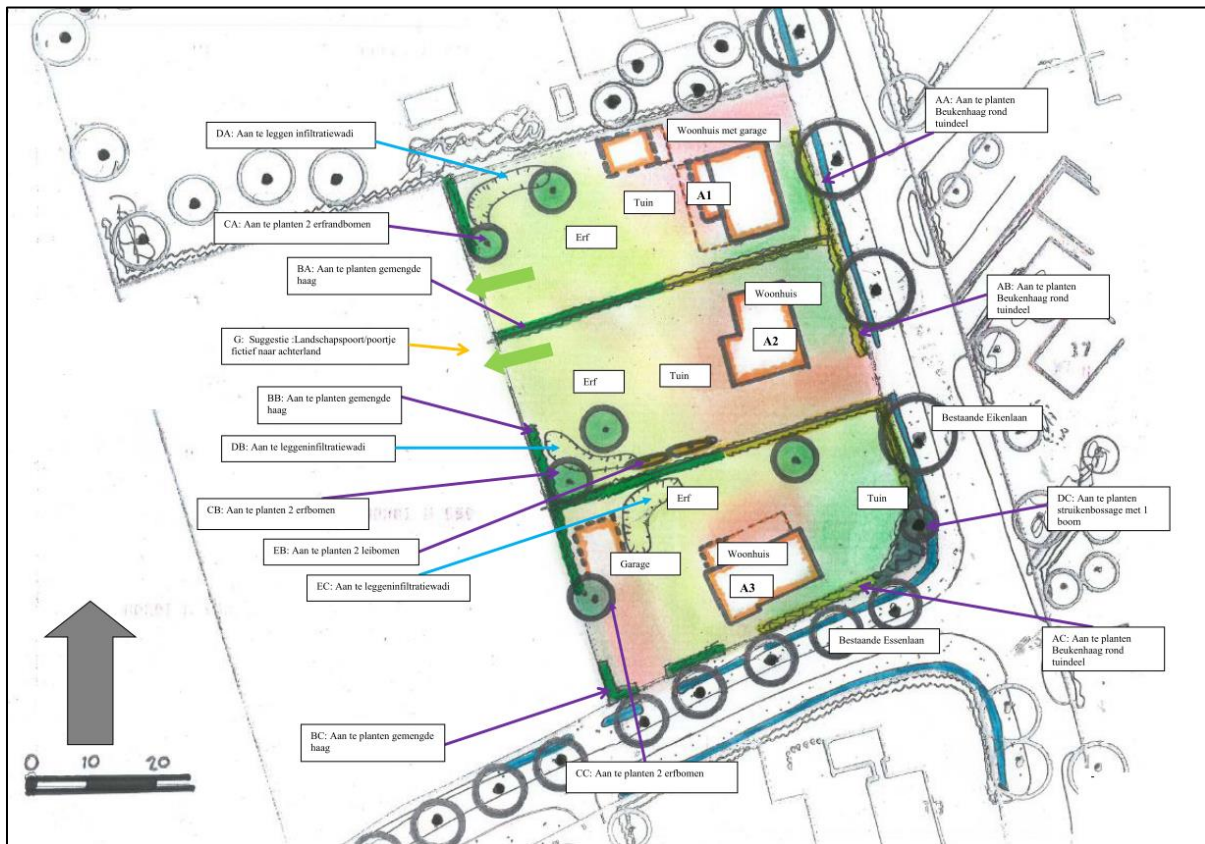 DA: Aan te leggen infiltratiewadi
Woonhuis met garage
AA: Aan te planten
Beukenhaag rond
tuindeel
CA: Aan te planten 2 erfrandbomen
Tuin
A1
Erf
BA: Aan te planten gemengde
haag
Woonhuis
AB: Aan te planten
Beukenhaag rond
tuindeel
G: Suggestie :Landschapspoort/poortje
fictief naar achterland
A2
37
Erf
Tuin
BB: Aan te planten gemengde
haag
Bestaande Eikenlaan
DB: Aan te leggeninfiltratiewadi
Erf
Tuin
DC: Aan te planten
struikenbossage met 1
boom
CB: Aan te planten 2 erfbomen
EB: Aan te planten 2 leibomen
Woonhuis
Garage
EC: Aan te leggeninfiltratiewadi
A3
Bestaande Essenlaan
AC: Aan te planten
Beukenhaag rond
tuindeel
BC: Aan te planten gemengde
haag
CC: Aan te planten 2 erfbomen
0 10 20